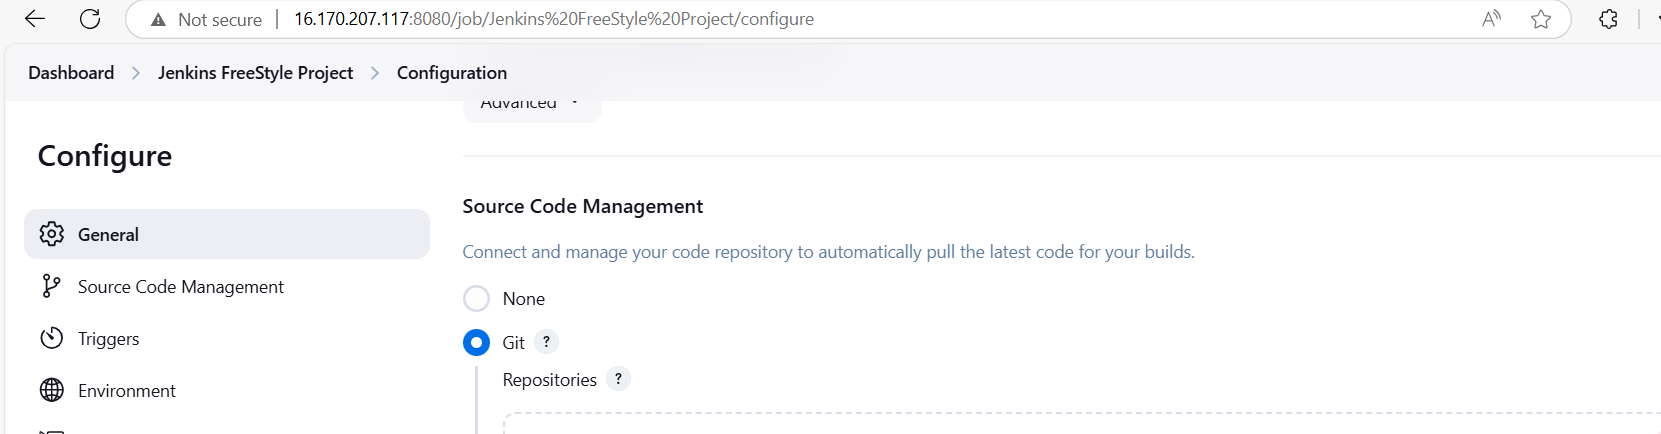 Not secure | 16.170.207.117:8080/job/Jenkins%20FreeStyle%20Project/configure
Dashboard > Jenkins FreeStyle Project > Configuration
Advanced
Configure
General
Source Code Management
Triggers
Environment
Source Code Management
Connect and manage your code repository to automatically pull the latest code for your builds.
None
Git ?
Repositories ?